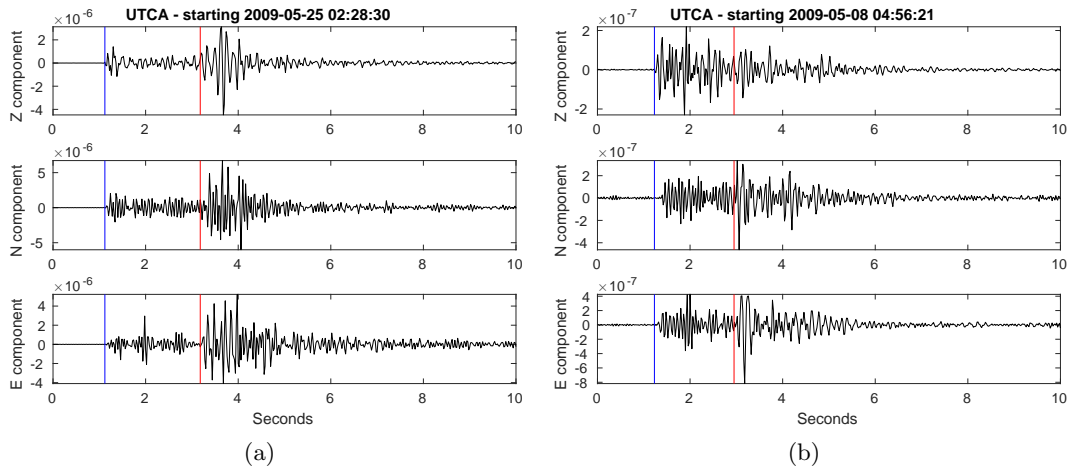 UTCA - starting 2009-05-25 02:28:30
×10-6
Z component
2
0
-2
-4
0 2 4 6 8 10
×10-6
N component
5
0
-5
0 2 4 6 8 10
×10-6
E component
4
2
0
-2
-4
0 2 4 6 8 10
Seconds
(a)
UTCA - starting 2009-05-08 04:56:21
×10-7
Z component
2
0
-2
0 2 4 6 8 10
×10-7
N component
2
0
-2
-4
0 2 4 6 8 10
×10-7
E component
4
2
0
-2
-4
-6
-8
0 2 4 6 8 10
Seconds
(b)